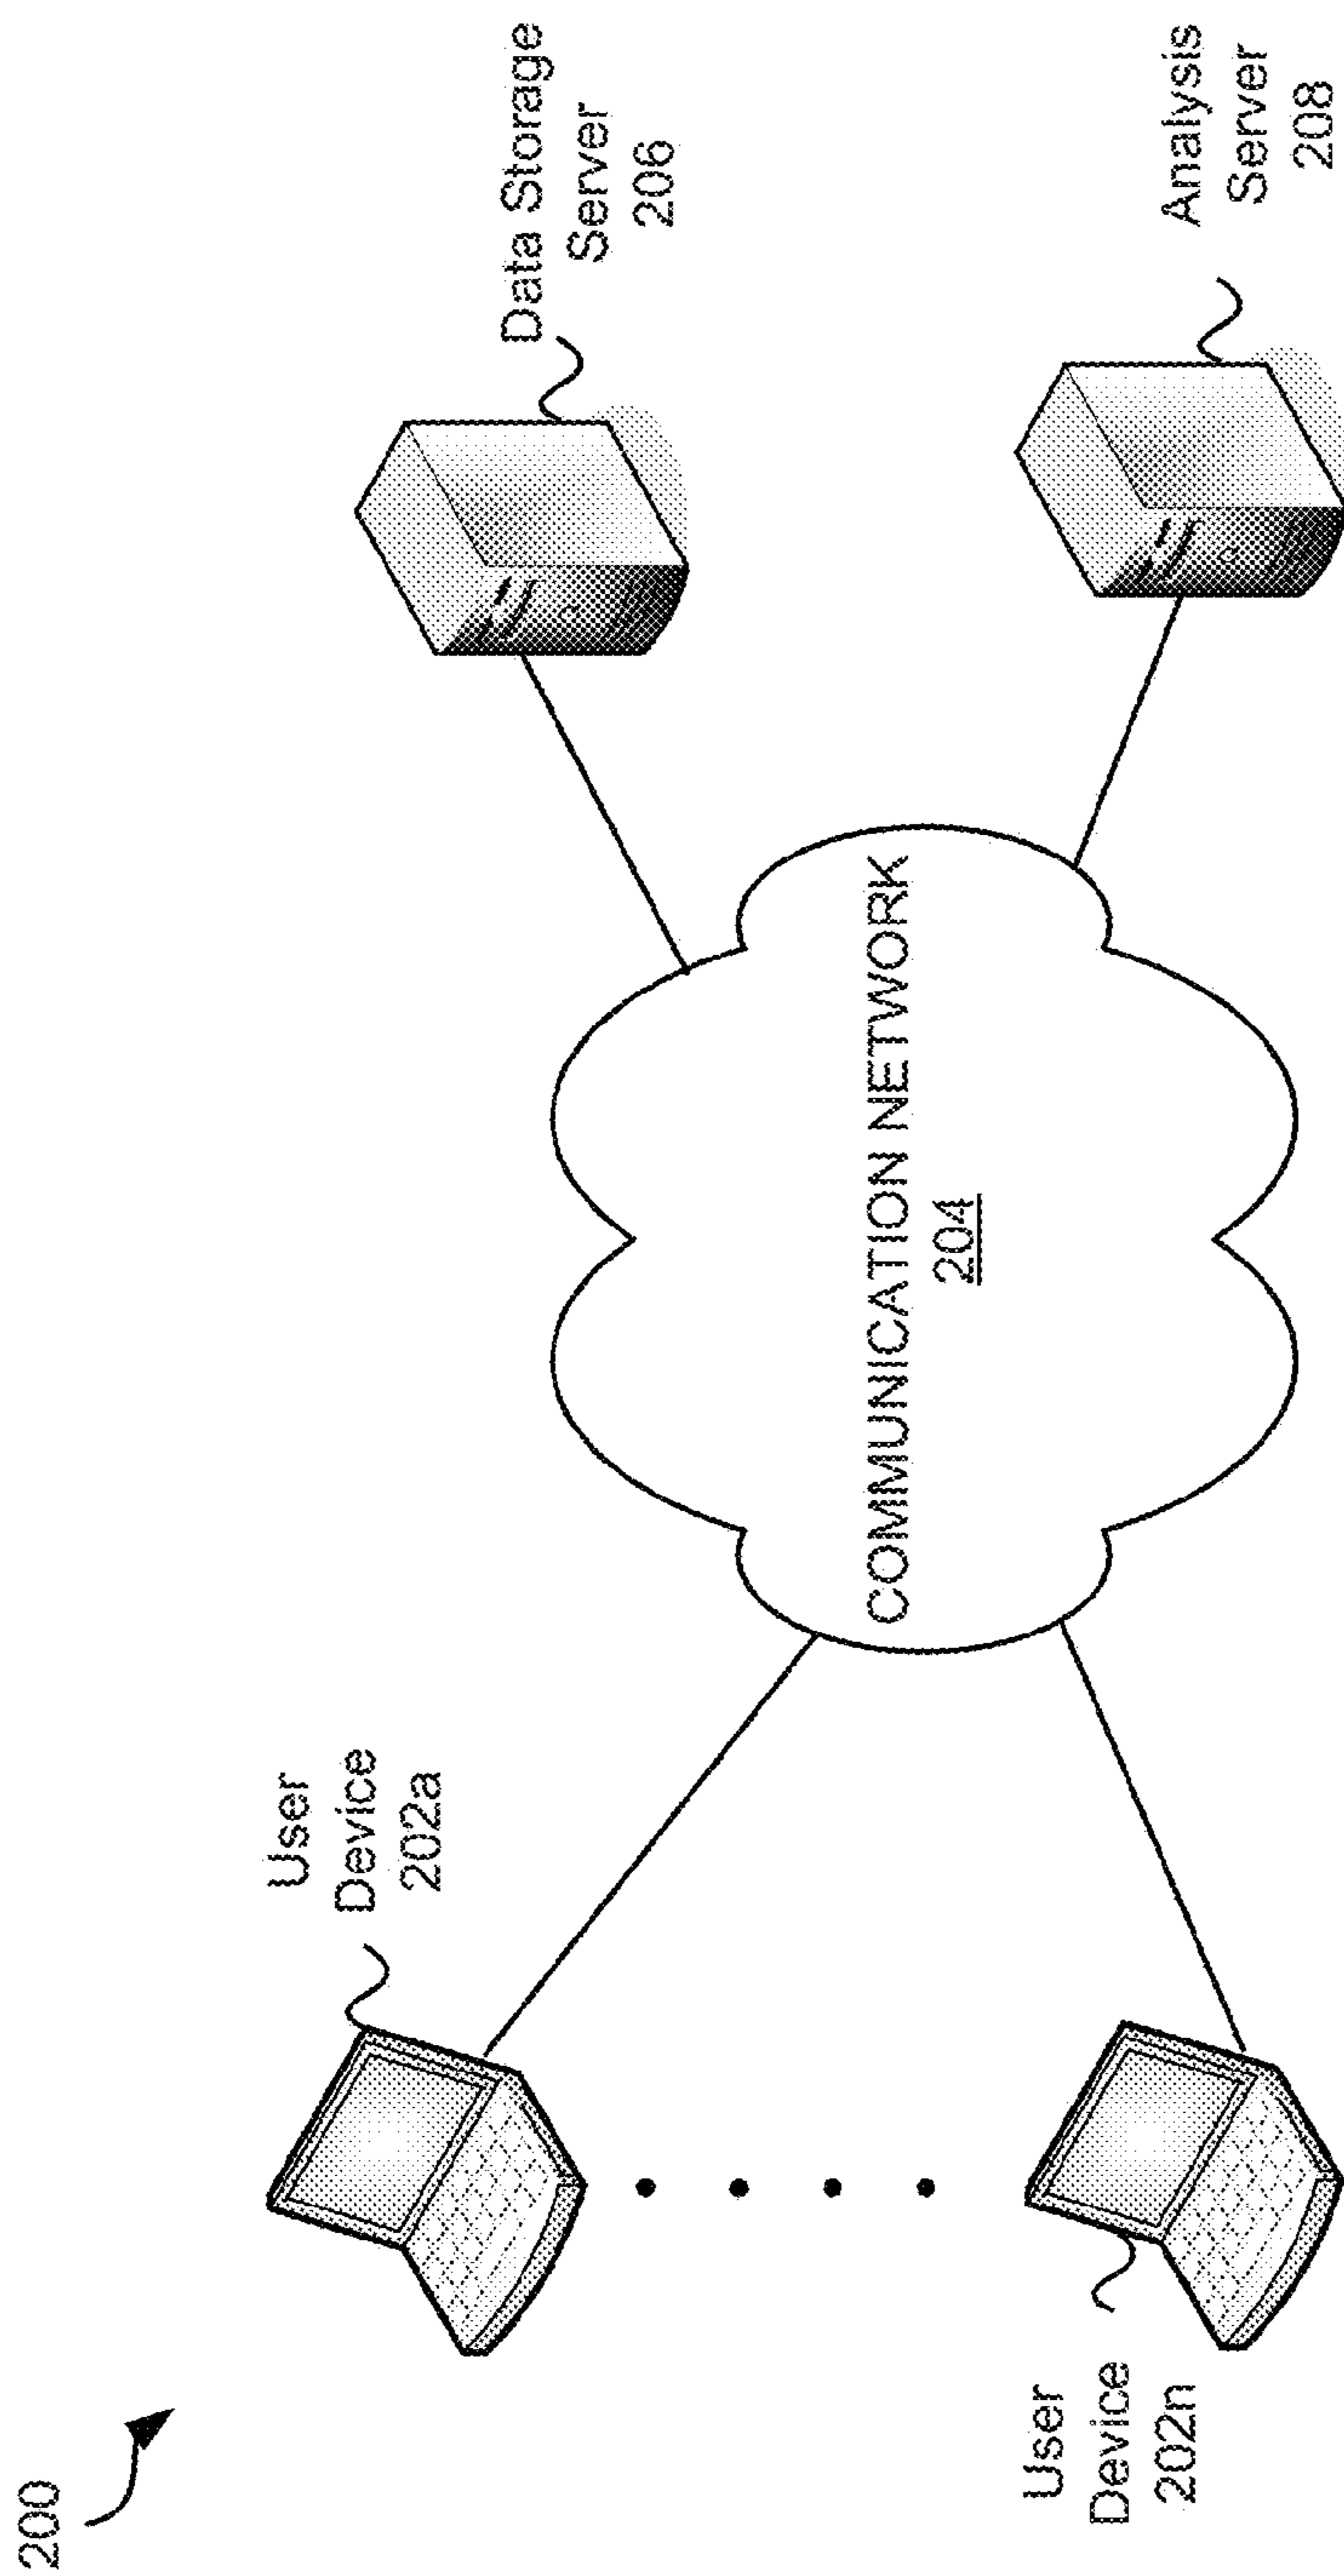 200
User
Device
202a
Data Storage
Server
206
COMMUNICATION NETWORK
204
User
Device
202n
Analysis
Server
208